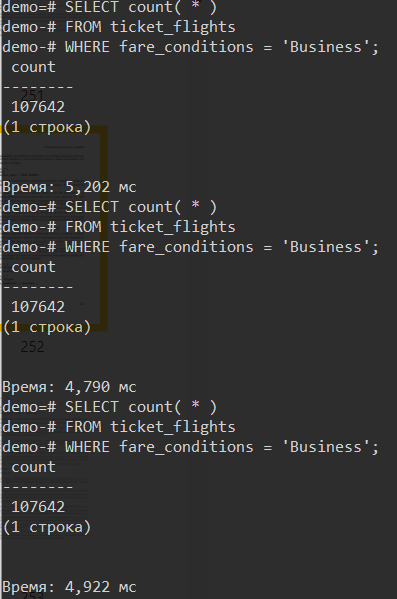 demo=# SELECT count( * )
demo-# FROM ticket_flights
demo-# WHERE fare_conditions = 'Business';
 count
--------
 107642
(1 строка)
251
Время: 5,202 мс
demo=# SELECT count( * )
demo-# FROM ticket_flights
demo-# WHERE fare_conditions = 'Business';
 count
--------
 107642
(1 строка)
252
Время: 4,790 мс
demo=# SELECT count( * )
demo-# FROM ticket_flights
demo-# WHERE fare_conditions = 'Business';
 count
--------
 107642
(1 строка)
Время: 4,922 мс